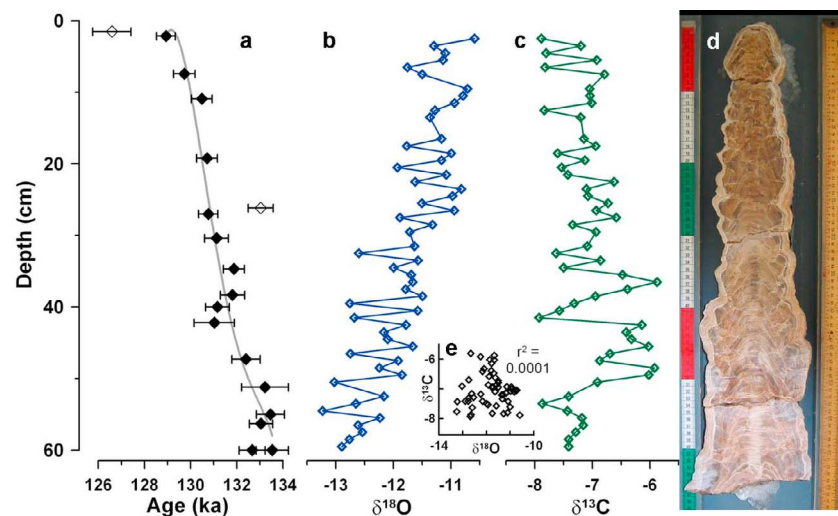 0
20
40
60
Depth (cm)
a
126 128 130 132 134
Age (ka)
b
-13 -12 -11
δ18O
c
-8 -7 -6
δ13C
d
e
r² =
0.0001
-6
-8
δ13C
-14 -10
δ18O